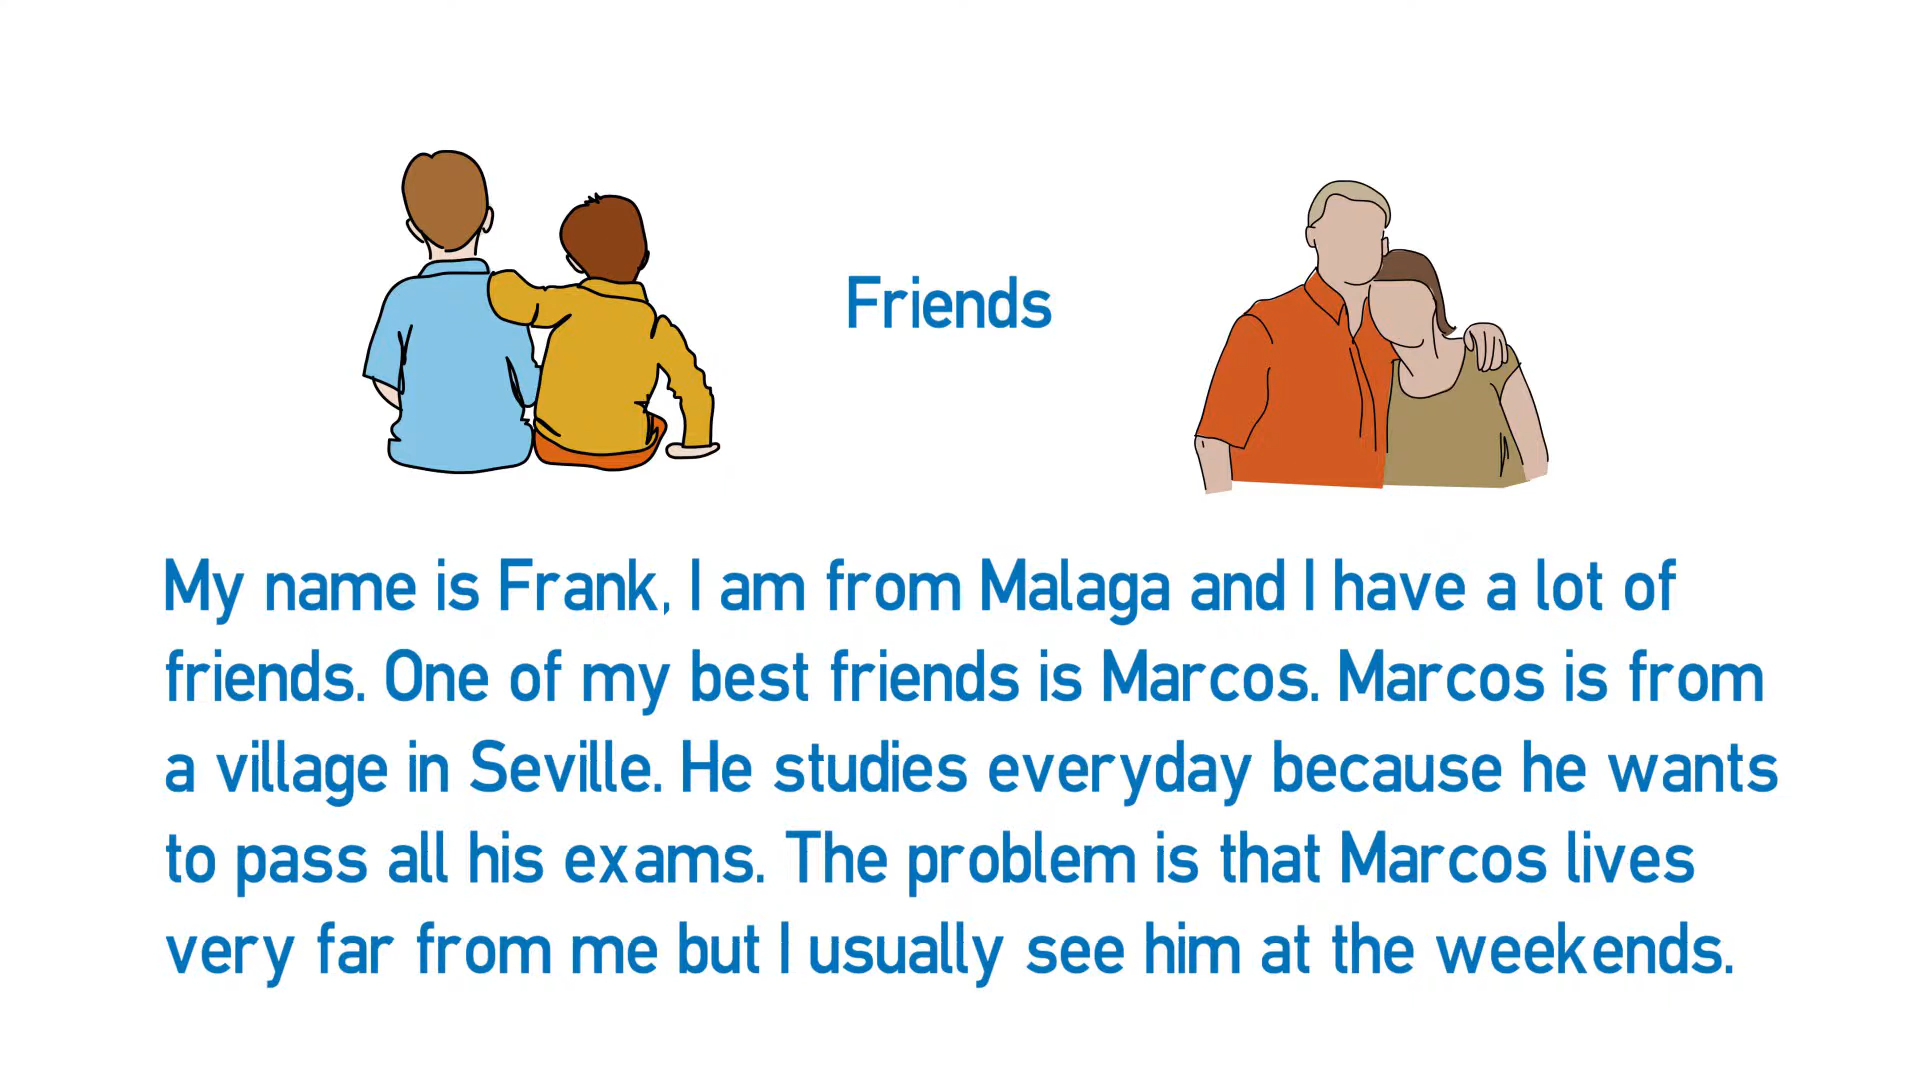 Friends
My name is Frank, I am from Malaga and I have a lot of
friends. One of my best friends is Marcos. Marcos is from
a village in Seville. He studies everyday because he wants
to pass all his exams. The problem is that Marcos lives
very far from me but I usually see him at the weekends.